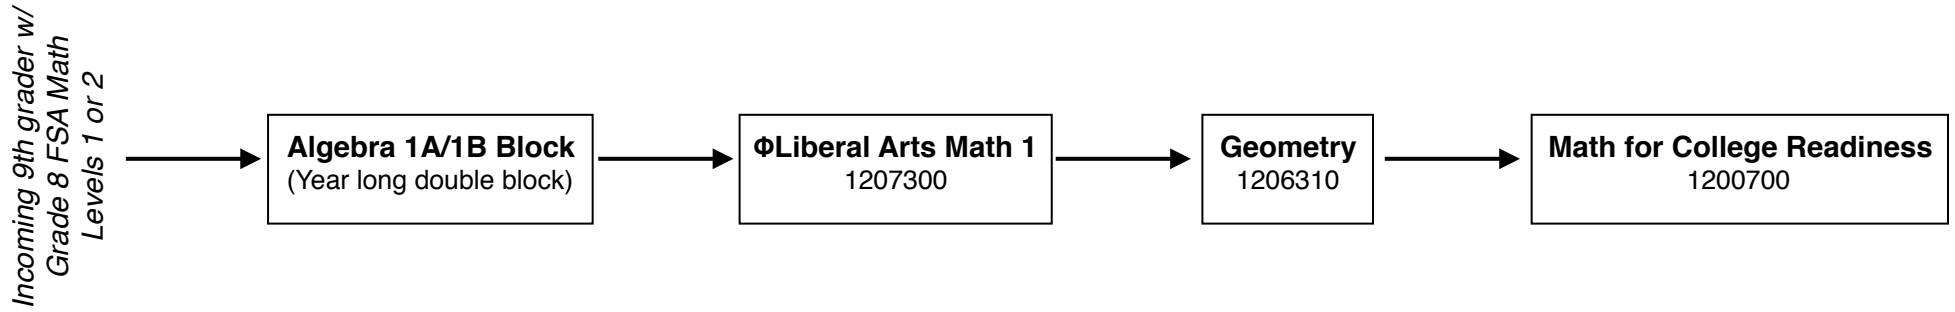 Incoming 9th grader w/
Grade 8 FSA Math
Levels 1 or 2
Algebra 1A/1B Block
(Year long double block)
ΦLiberal Arts Math 1
1207300
Geometry
1206310
Math for College Readiness
1200700